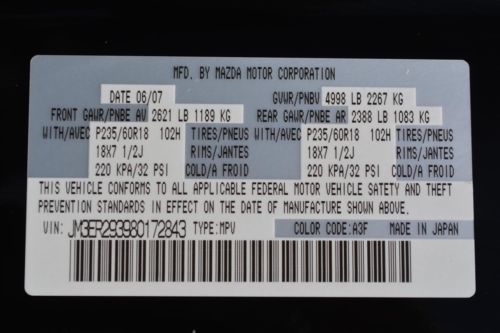 MFD. BY MAZDA MOTOR CORPORATION
DATE 06/07 GVWR/PNBV 4998 LB 2267 KG
FRONT GAWR/PNBE AV 2621 LB 1189 KG REAR GAWR/PNBE AR 2388 LB 1083 KG
WITH/AVEC P235/60R18 102H TIRES/PNEUS WITH/AVEC P235/60R18 102H TIRES/PNEUS
18X7 1/2J RIMS/JANTES 18X7 1/2J RIMS/JANTES
220 KPA/32 PSI COLD/A FROID 220 KPA/32 PSI COLD/A FROID
THIS VEHICLE CONFORMS TO ALL APPLICABLE FEDERAL MOTOR VEHICLE SAFETY AND THEFT
PREVENTION STANDARDS IN EFFECT ON THE DATE OF MANUFACTURE SHOWN ABOVE.
VIN: JM3ER293980172843 TYPE:MPV COLOR CODE:A3F MADE IN JAPAN